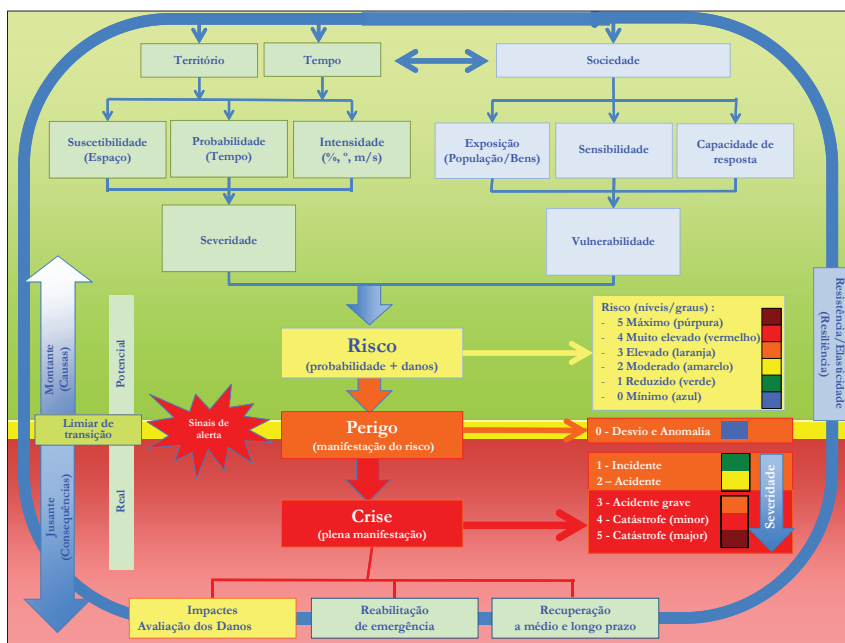 Território
Tempo
Sociedade
Suscetibilidade
(Espaço)
Probabilidade
(Tempo)
Intensidade
(%, º, m/s)
Exposição
(População/Bens)
Sensibilidade
Capacidade de
resposta
Severidade
Vulnerabilidade
Montante
(Causas)
Potencial
Risco
(probabilidade + danos)
Risco (níveis/graus) :
- 5 Máximo (púrpura)
- 4 Muito elevado (vermelho)
- 3 Elevado (laranja)
- 2 Moderado (amarelo)
- 1 Reduzido (verde)
- 0 Mínimo (azul)
Resistência/Elasticidade
(Resiliência)
Limiar de
transição
Sinais de
alerta
Perigo
(manifestação do risco)
0 - Desvio e Anomalia
Jusante
(Consequências)
Real
1 - Incidente
2 – Acidente
3 - Acidente grave
4 - Catástrofe (minor)
5 - Catástrofe (major)
Severidade
Crise
(plena manifestação)
Impactes
Avaliação dos Danos
Reabilitação
de emergência
Recuperação
a médio e longo prazo